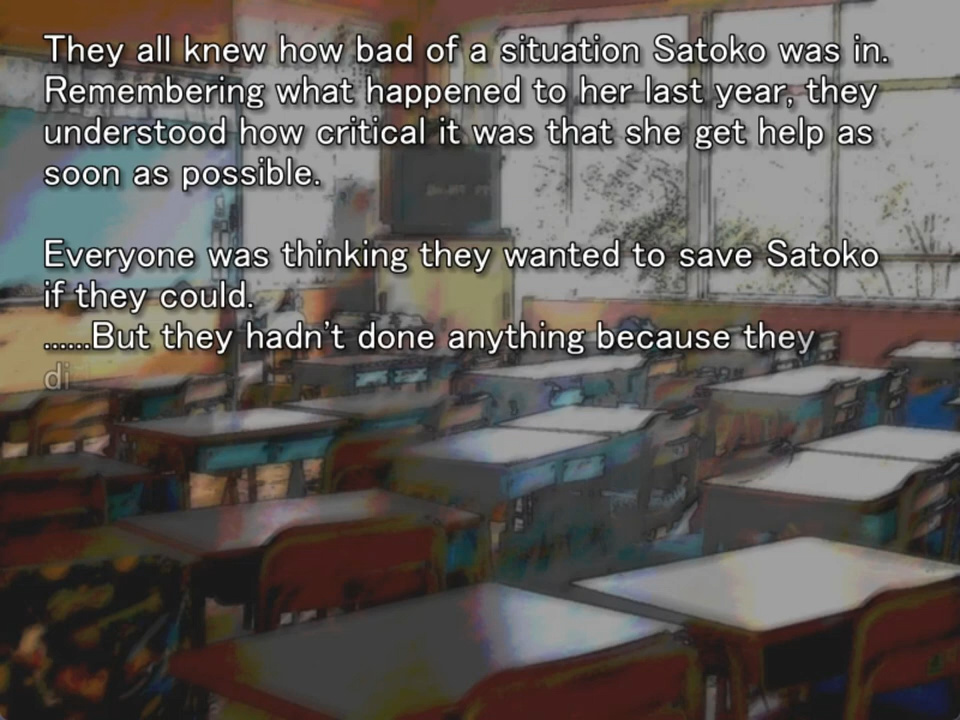 They all knew how bad of a situation Satoko was in.
Remembering what happened to her last year, they
understood how critical it was that she get help as
soon as possible.
Everyone was thinking they wanted to save Satoko
if they could.
......But they hadn't done anything because they
di